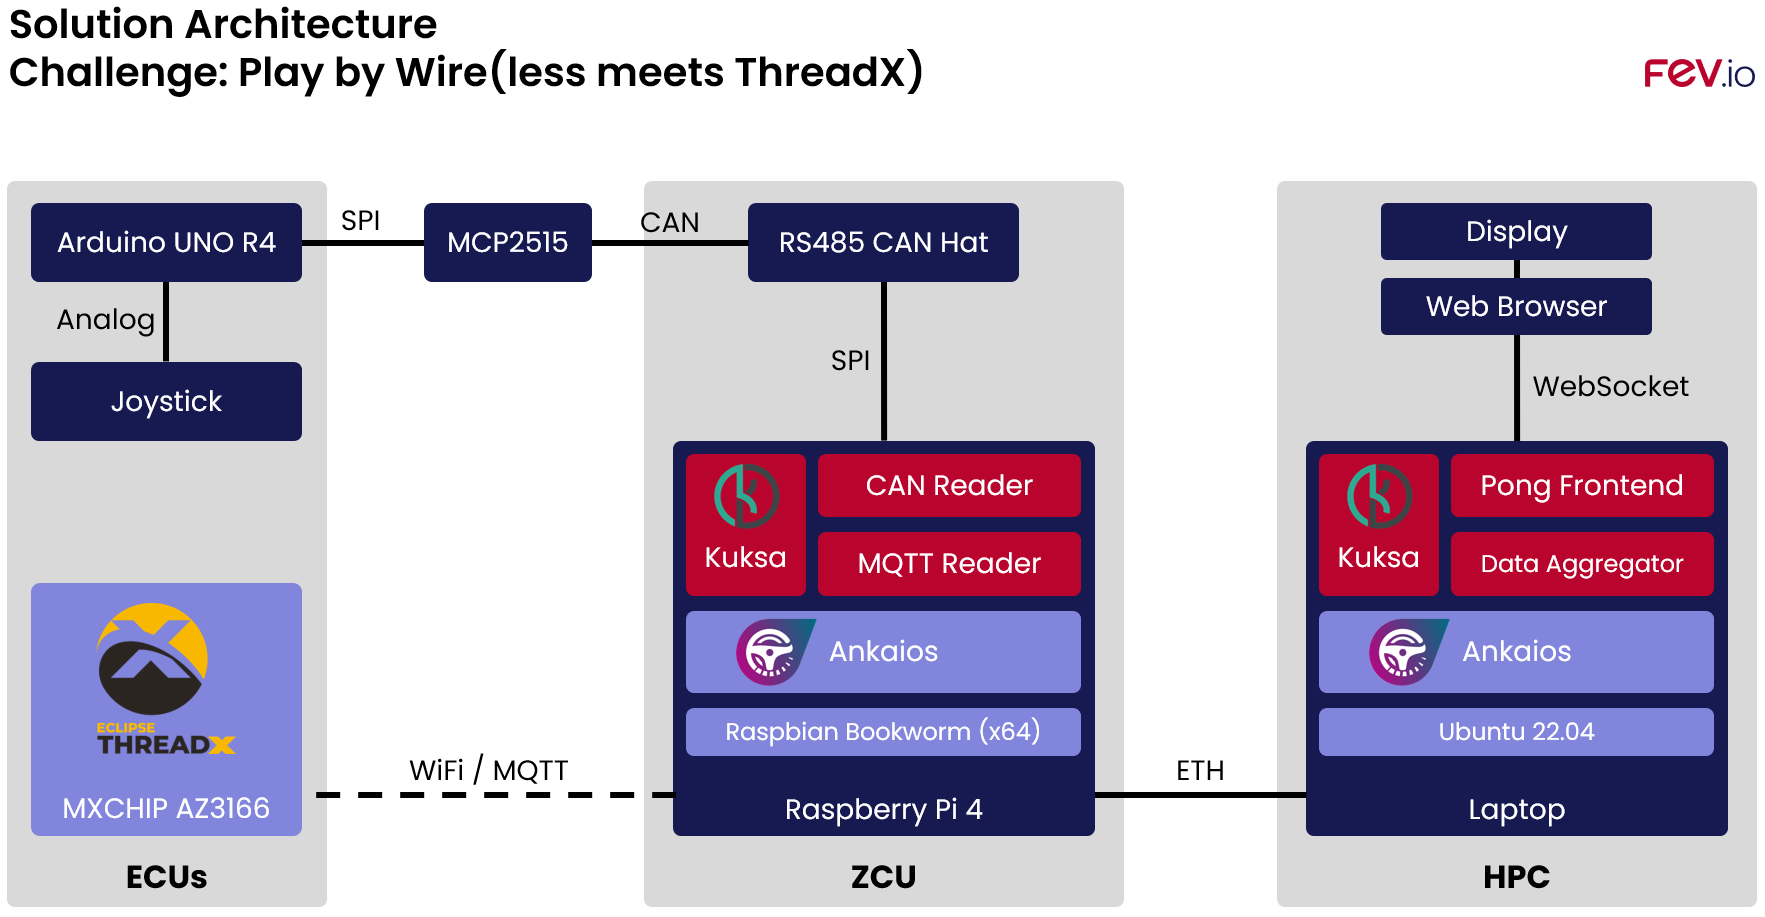 Solution Architecture
Challenge: Play by Wire(less meets ThreadX)
FEV.io
Arduino UNO R4
SPI
MCP2515
CAN
RS485 CAN Hat
Analog
Joystick
SPI
Display
Web Browser
WebSocket
Kuksa
CAN Reader
MQTT Reader
Ankaios
Raspbian Bookworm (x64)
Raspberry Pi 4
Kuksa
Pong Frontend
Data Aggregator
Ankaios
Ubuntu 22.04
Laptop
ECLIPSE
THREADX
MXCHIP AZ3166
WiFi / MQTT
ETH
ECUs
ZCU
HPC